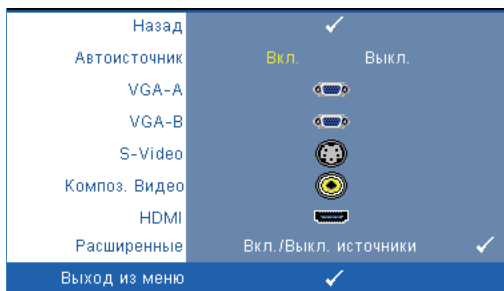 Назад
Автоисточник Вкл. Выкл.
VGA-A
VGA-B
S-Video
Композ. Видео
HDMI
Расширенные Вкл./Выкл. источники
Выход из меню